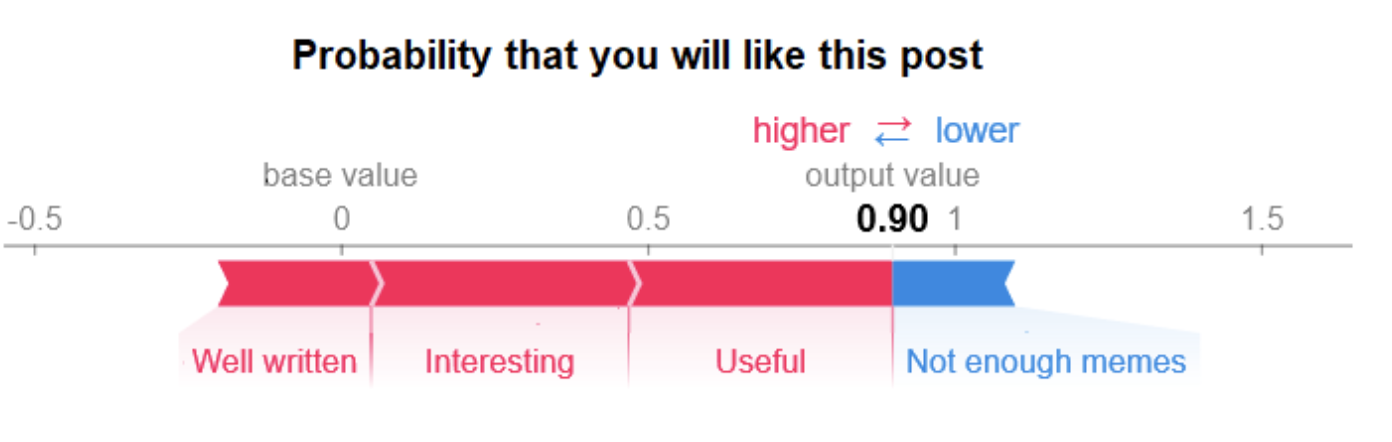 Probability that you will like this post
higher ⇄ lower
base value output value
-0.5 0 0.5 0.90 1 1.5
Well written Interesting Useful Not enough memes